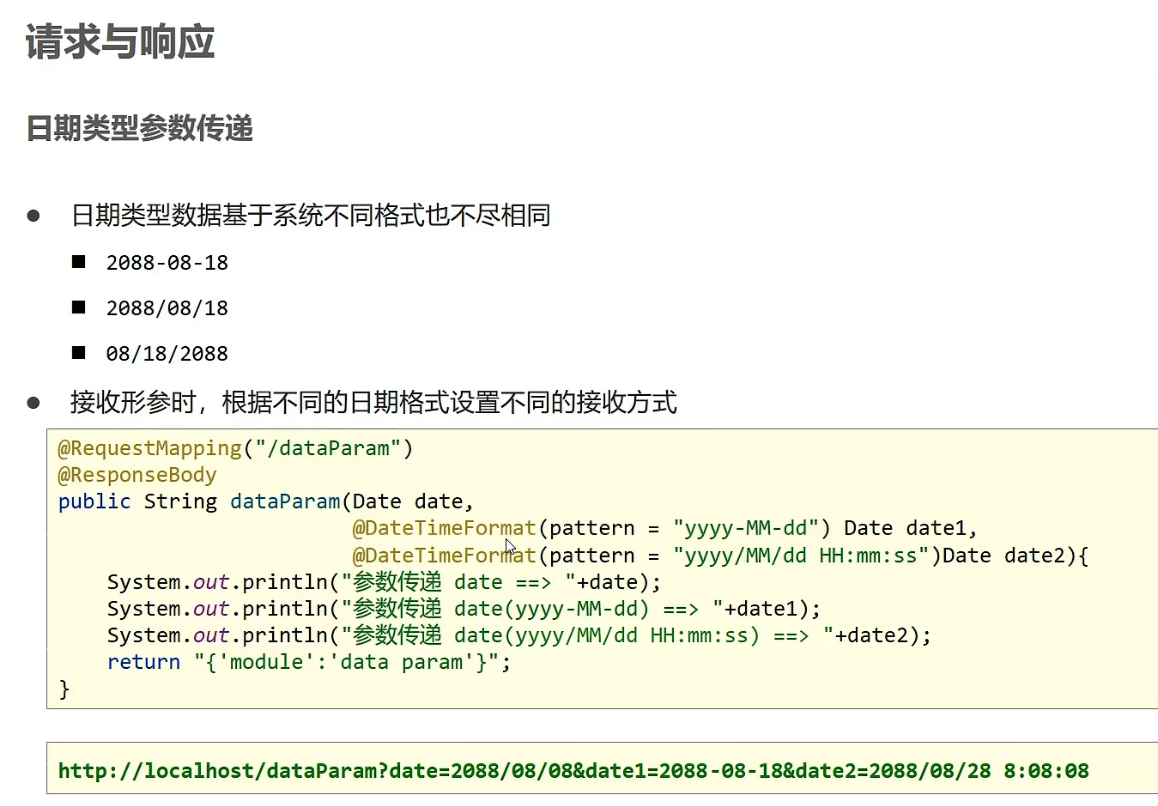 请求与响应
日期类型参数传递
● 日期类型数据基于系统不同格式也不尽相同
■ 2088-08-18
■ 2088/08/18
■ 08/18/2088
● 接收形参时，根据不同的日期格式设置不同的接收方式
@RequestMapping("/dataParam")
@ResponseBody
public String dataParam(Date date,
@DateTimeFormat(pattern = "yyyy-MM-dd") Date date1,
@DateTimeFormat(pattern = "yyyy/MM/dd HH:mm:ss")Date date2){
System.out.println("参数传递 date ==> "+date);
System.out.println("参数传递 date(yyyy-MM-dd) ==> "+date1);
System.out.println("参数传递 date(yyyy/MM/dd HH:mm:ss) ==> "+date2);
return "{'module':'data param'}";
}
http://localhost/dataParam?date=2088/08/08&date1=2088-08-18&date2=2088/08/28 8:08:08